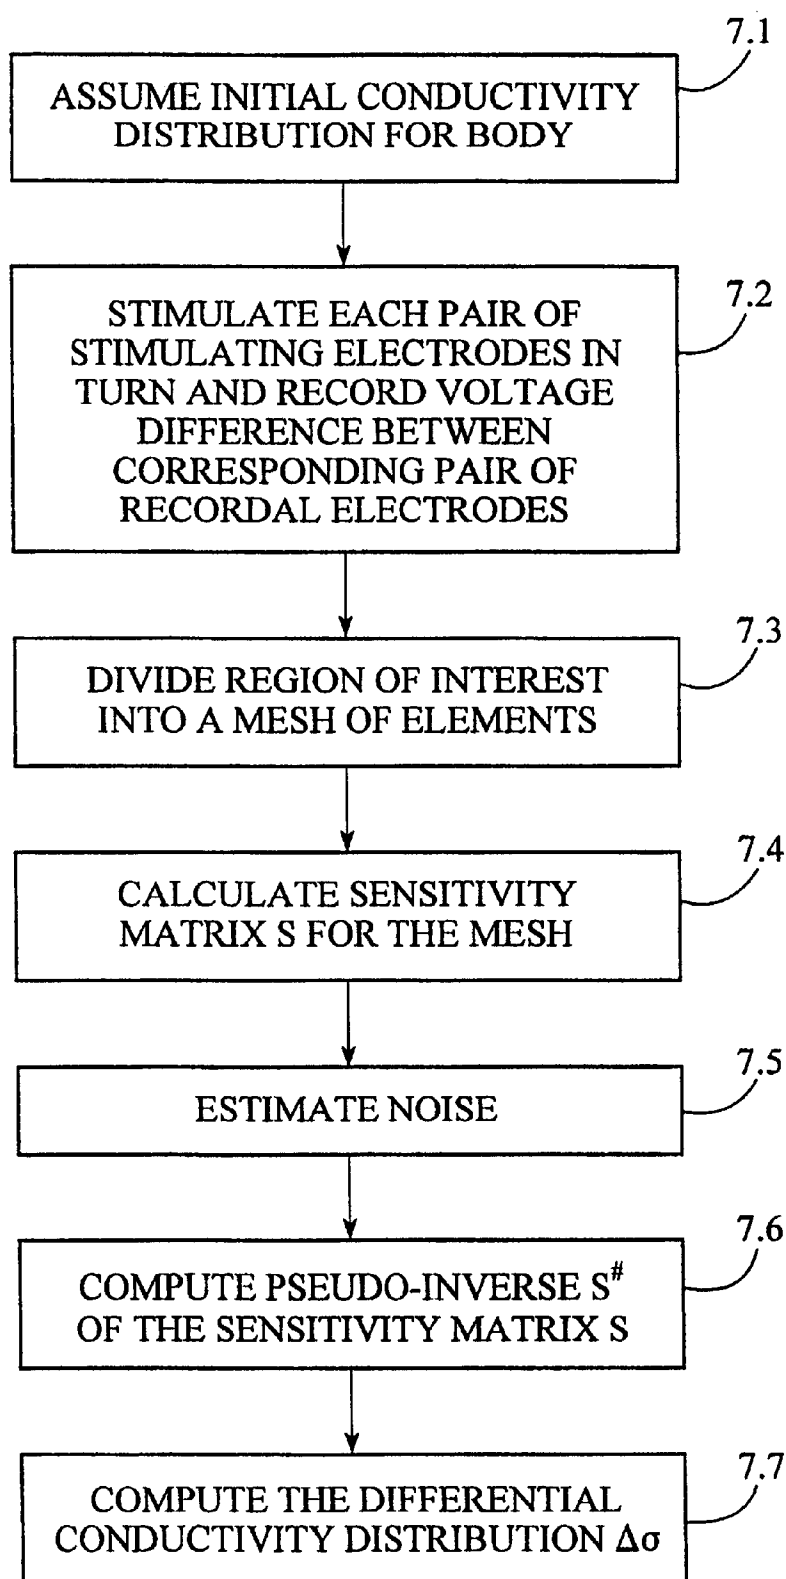 7.1
ASSUME INITIAL CONDUCTIVITY
DISTRIBUTION FOR BODY
7.2
STIMULATE EACH PAIR OF
STIMULATING ELECTRODES IN
TURN AND RECORD VOLTAGE
DIFFERENCE BETWEEN
CORRESPONDING PAIR OF
RECORDAL ELECTRODES
7.3
DIVIDE REGION OF INTEREST
INTO A MESH OF ELEMENTS
7.4
CALCULATE SENSITIVITY
MATRIX S FOR THE MESH
7.5
ESTIMATE NOISE
7.6
COMPUTE PSEUDO-INVERSE S#
OF THE SENSITIVITY MATRIX S
7.7
COMPUTE THE DIFFERENTIAL
CONDUCTIVITY DISTRIBUTION Δσ